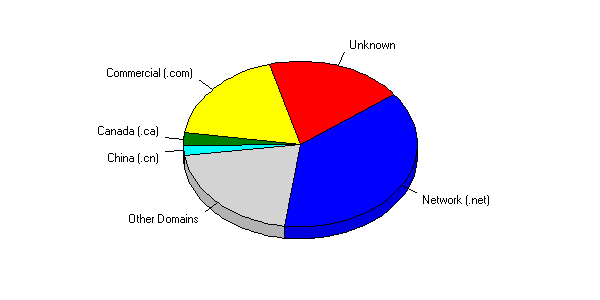 Unknown
Commercial (.com)
Canada (.ca)
China (.cn)
Network (.net)
Other Domains